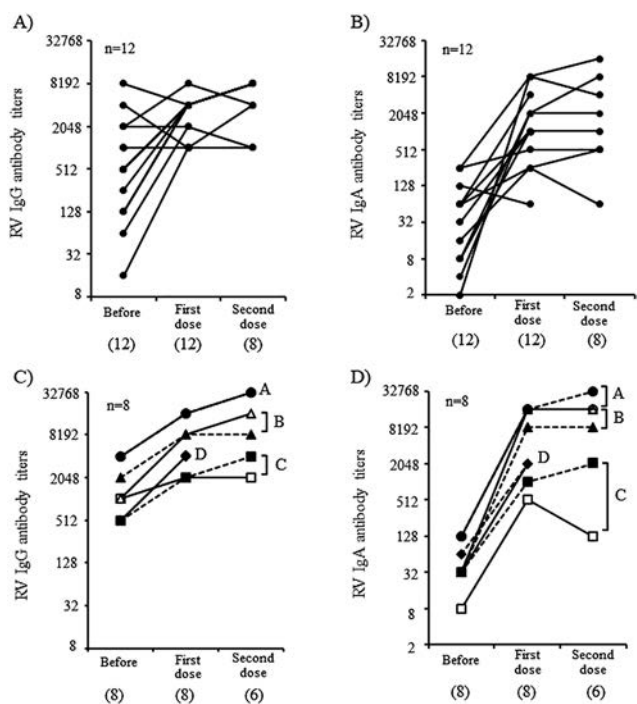 A)
32768
8192
2048
512
128
32
8
RV IgG antibody titers
n=12
Before
First dose
Second dose
(12)
(12)
(8)
B)
32768
8192
2048
512
128
32
8
2
RV IgA antibody titers
n=12
Before
First dose
Second dose
(12)
(12)
(8)
C)
32768
8192
2048
512
128
32
8
RV IgG antibody titers
n=8
A
B
C
D
Before
First dose
Second dose
(8)
(8)
(6)
D)
32768
8192
2048
512
128
32
8
2
RV IgA antibody titers
n=8
A
B
C
D
Before
First dose
Second dose
(8)
(8)
(6)